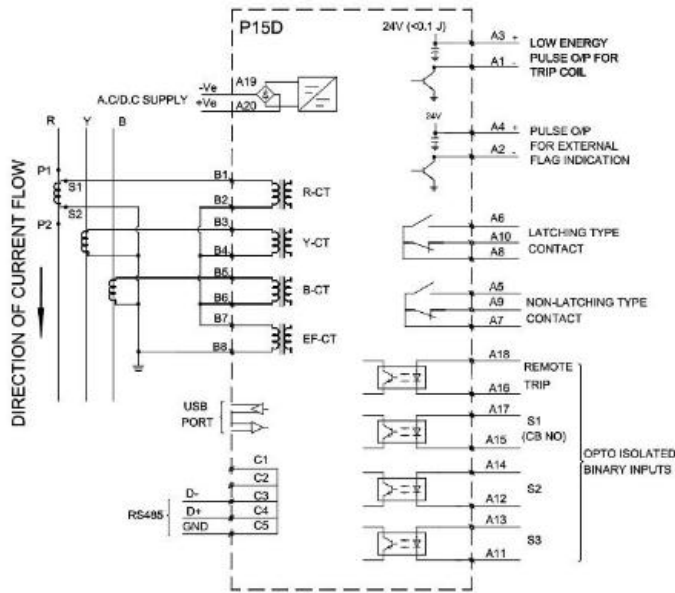 P15D
24V (<0.1 J)
A3 +
LOW ENERGY
PULSE O/P FOR
TRIP COIL
A1 -
-Ve A19
A.C/D.C SUPPLY
+Ve A20
R Y B
24V
A4 +
PULSE O/P
FOR EXTERNAL
FLAG INDICATION
A2 -
P1
S1
S2
P2
B1
B2
R-CT
B3
B4
Y-CT
B5
B6
B-CT
B7
B8
EF-CT
DIRECTION OF CURRENT FLOW
A6
A10
A8
LATCHING TYPE
CONTACT
A5
A9
A7
NON-LATCHING TYPE
CONTACT
A18
REMOTE
TRIP
A16
A17
S1
(CB NO)
A15
A14
S2
A12
A13
S3
A11
OPTO ISOLATED
BINARY INPUTS
USB
PORT
C1
C2
D- C3
RS485
D+ C4
GND C5